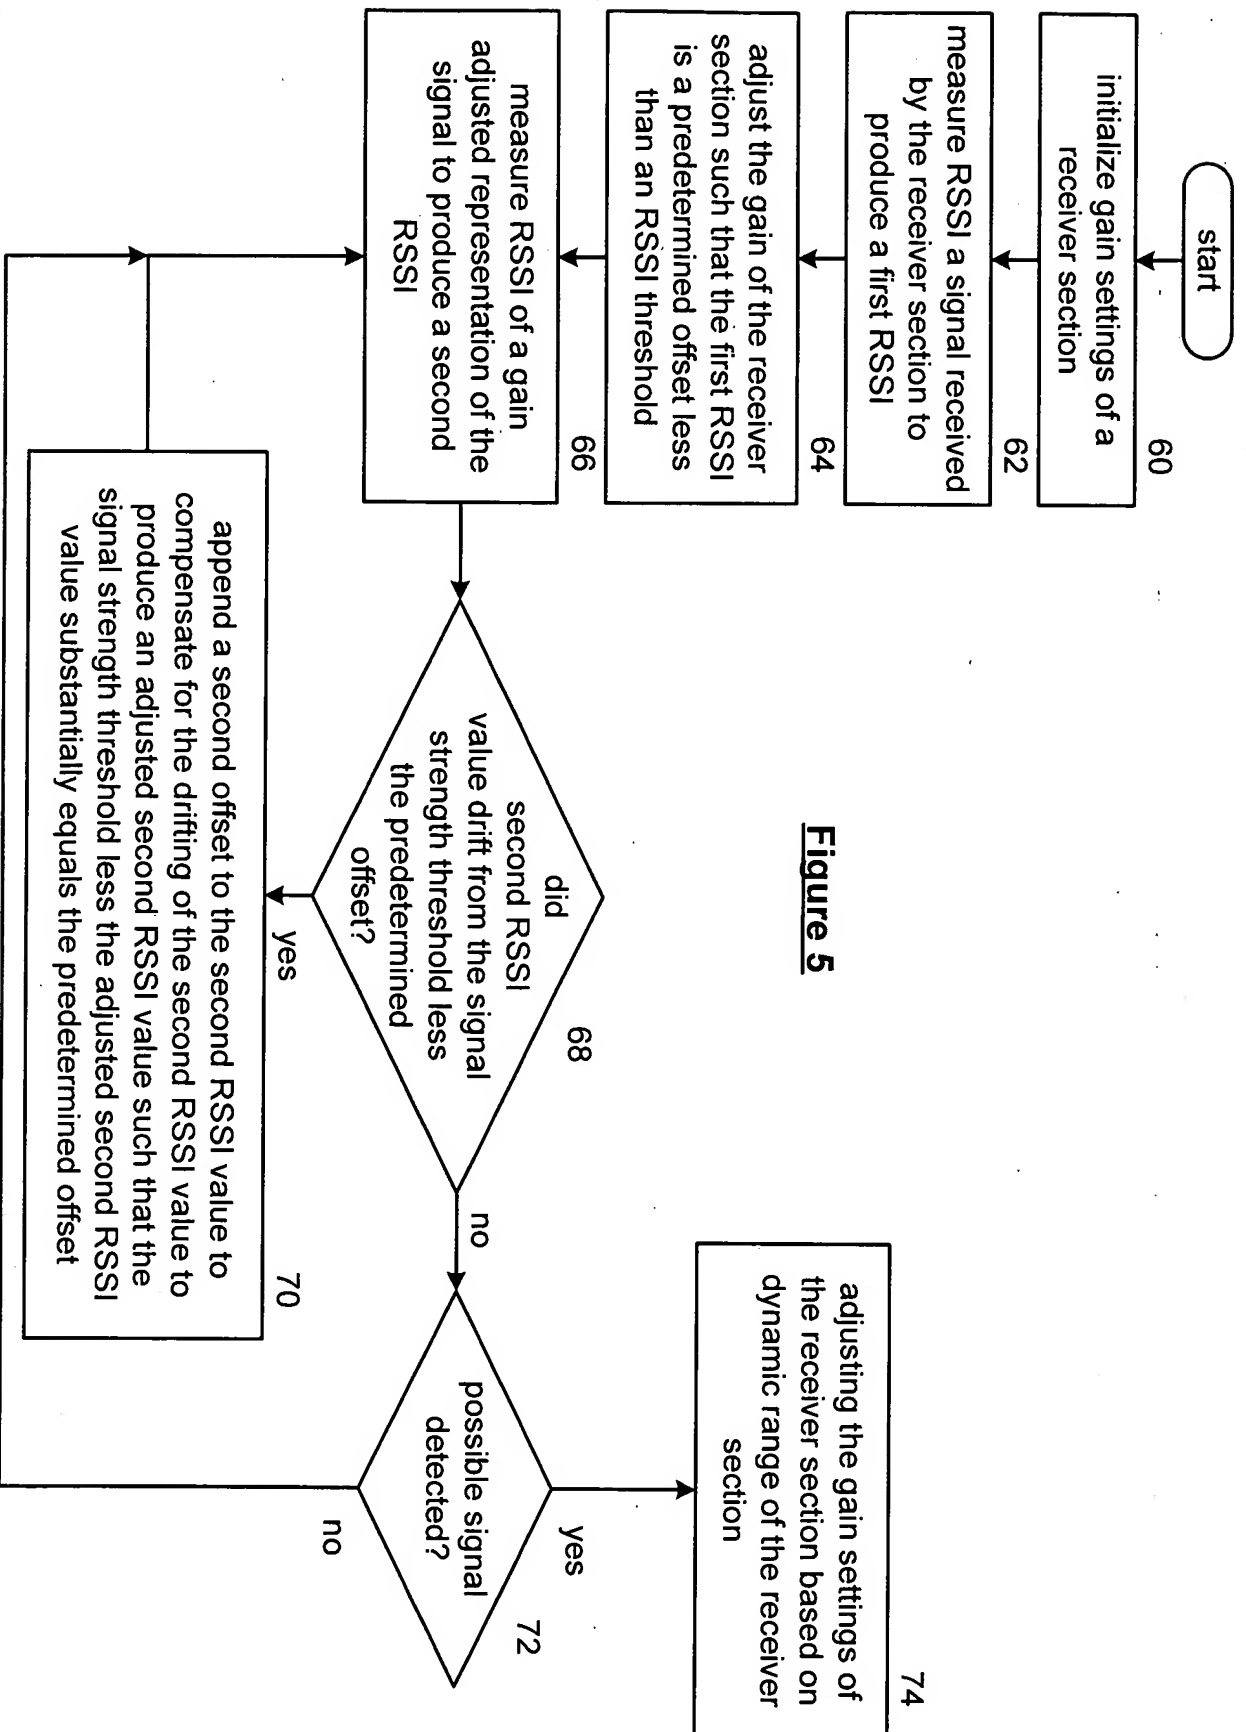 start
initialize gain settings of a
receiver section
60
measure RSSI a signal received
by the receiver section to
produce a first RSSI
62
adjust the gain of the receiver
section such that the first RSSI
is a predetermined offset less
than an RSSI threshold
64
measure RSSI of a gain
adjusted representation of the
signal to produce a second
RSSI
66
did
second RSSI
value drift from the signal
strength threshold less
the predetermined
offset?
68
yes
no
append a second offset to the second RSSI value to
compensate for the drifting of the second RSSI value to
produce an adjusted second RSSI value such that the
signal strength threshold less the adjusted second RSSI
value substantially equals the predetermined offset
70
possible signal
detected?
72
yes
no
adjusting the gain settings of
the receiver section based on
dynamic range of the receiver
section
74
Figure 5